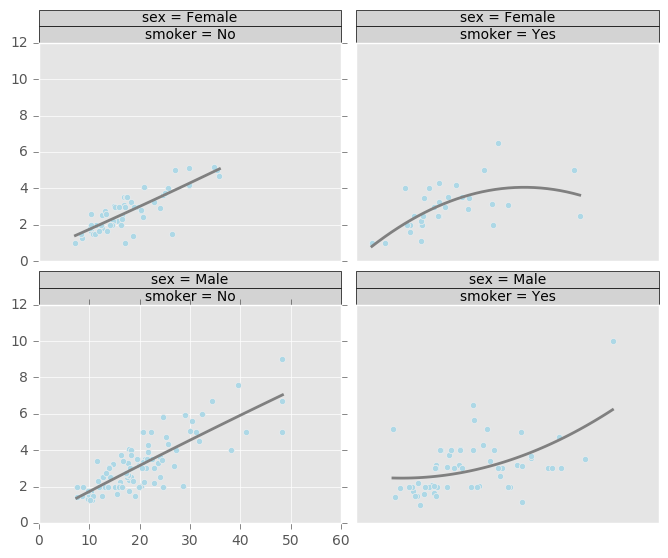 sex = Female
smoker = No
sex = Female
smoker = Yes
12
10
8
6
4
2
0
sex = Male
smoker = No
sex = Male
smoker = Yes
12
10
8
6
4
2
0
0 10 20 30 40 50 60